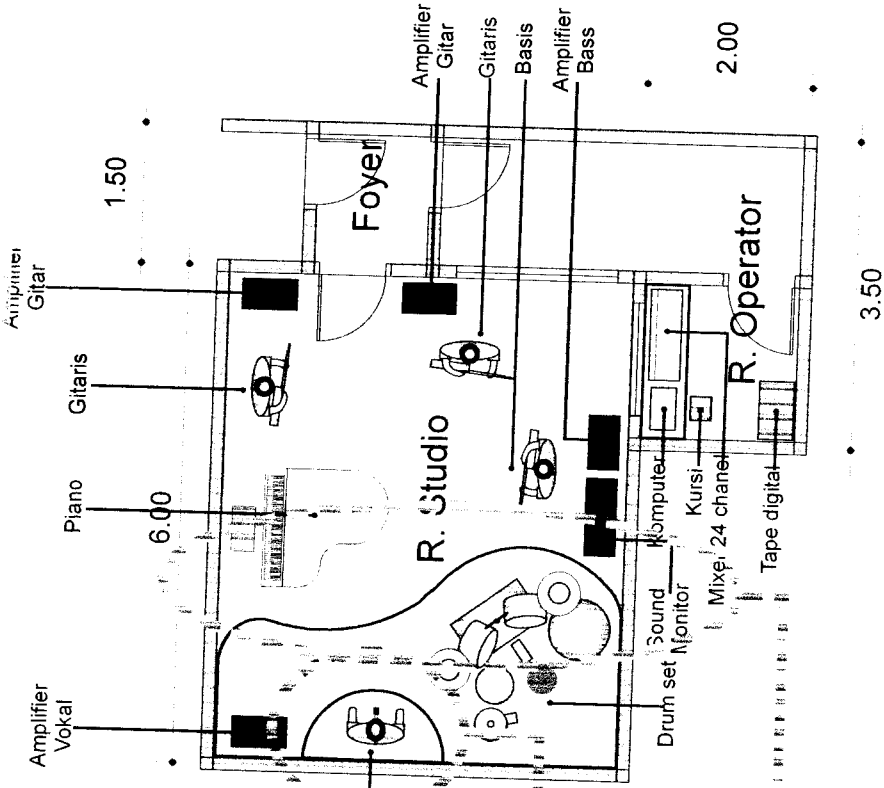 Amplifier
Gitar
Gitaris
Basis
Amplifier
Bass
2.00
1.50
Foyer
Gitar
Gitaris
Piano
6.00
R. Studio
R. Operator
3.50
Komputer
Kursi
Mixer 24 chanel
Tape digital
Sound
Monitor
Drum set
Amplifier
Vokal